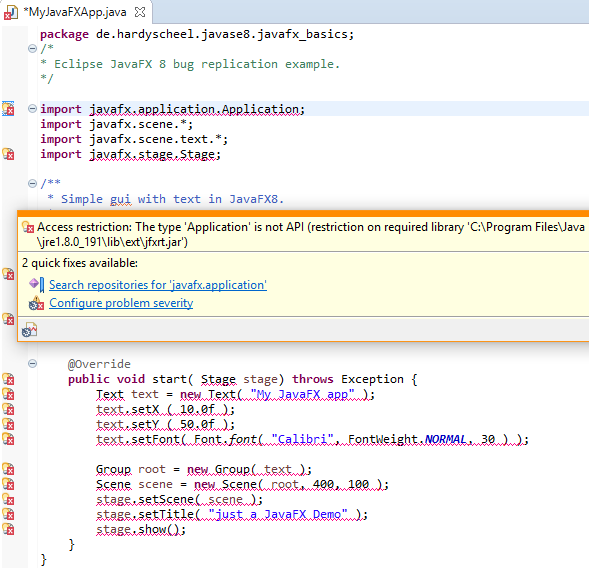 *MyJavaFXApp.java
package de.hardyscheel.javase8.javafx_basics;
/*
* Eclipse JavaFX 8 bug replication example.
*/
import javafx.application.Application;
import javafx.scene.*;
import javafx.scene.text.*;
import javafx.stage.Stage;
/**
* Simple gui with text in JavaFX8.
Access restriction: The type 'Application' is not API (restriction on required library 'C:\Program Files\Java
\jre1.8.0_191\lib\ext\jfxrt.jar')
2 quick fixes available:
Search repositories for 'javafx.application'
Configure problem severity
@Override
public void start( Stage stage) throws Exception {
Text text = new Text( "My JavaFX app" );
text.setX ( 10.0f );
text.setY ( 50.0f );
text.setFont( Font.font( "Calibri", FontWeight.NORMAL, 30 ) );
Group root = new Group( text );
Scene scene = new Scene( root, 400, 100 );
stage.setScene( scene );
stage.setTitle( "just a JavaFX Demo" );
stage.show();
}
}